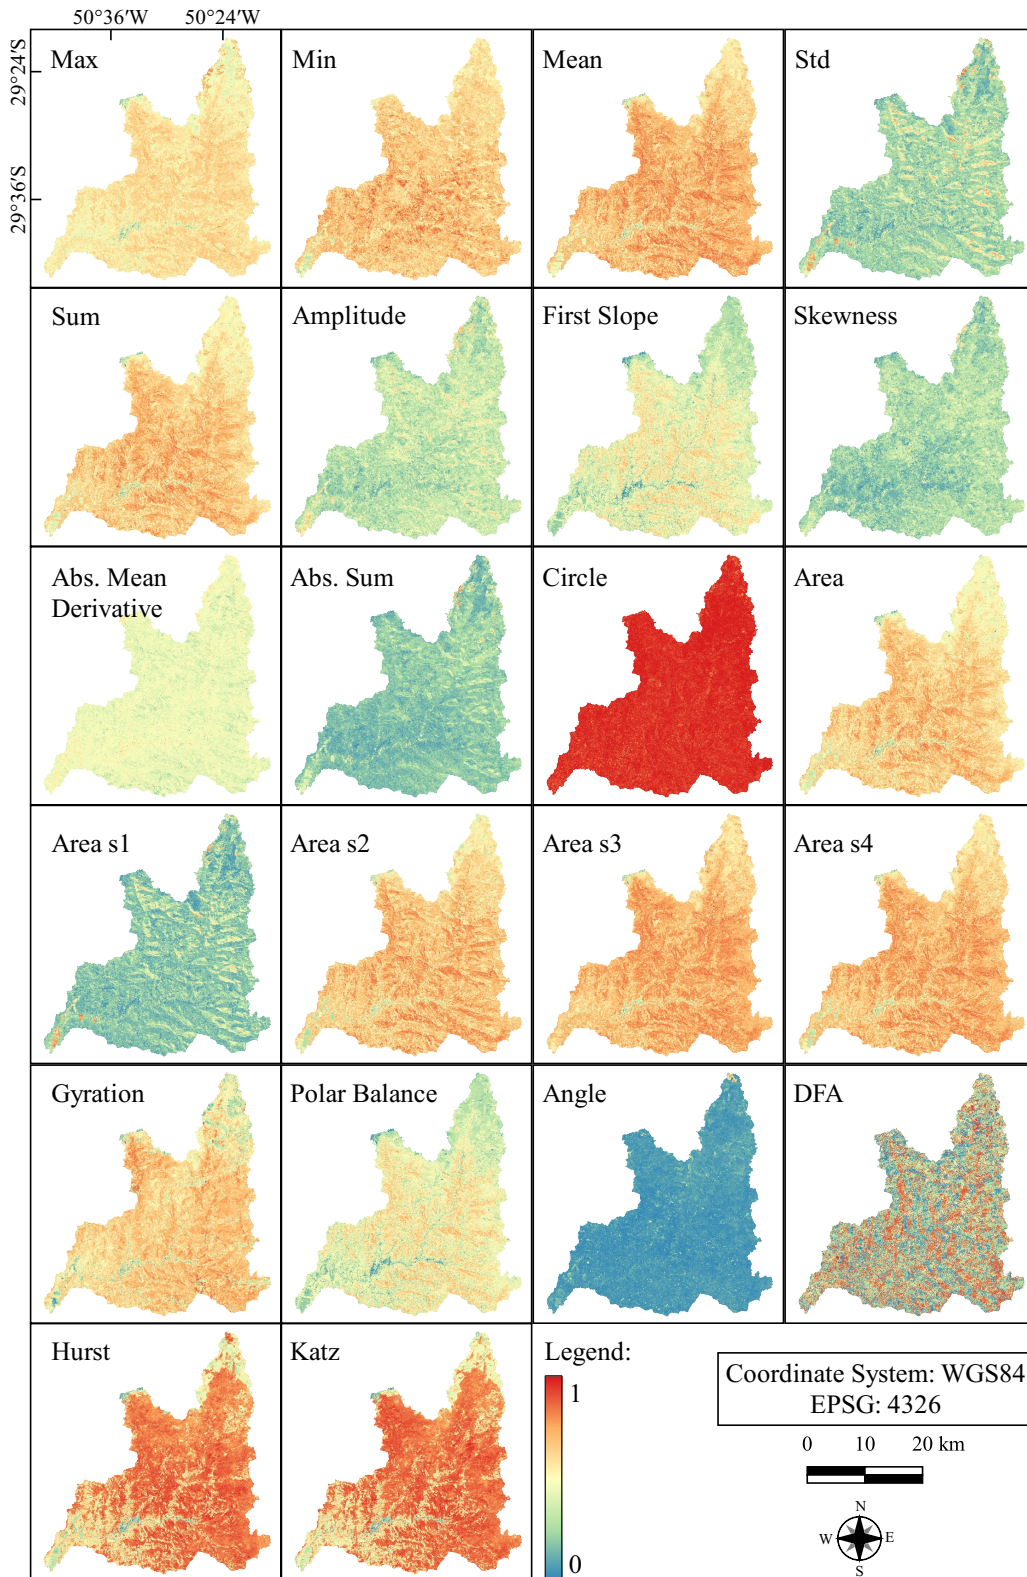 50°36′W 50°24′W
29°24′S
29°36′S
Max
Min
Mean
Std
Sum
Amplitude
First Slope
Skewness
Abs. Mean
Derivative
Abs. Sum
Circle
Area
Area s1
Area s2
Area s3
Area s4
Gyration
Polar Balance
Angle
DFA
Hurst
Katz
Legend:
1
0
Coordinate System: WGS84
EPSG: 4326
0 10 20 km
N
W E
S